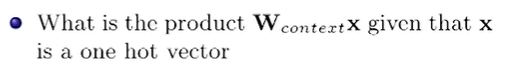 What is the product W_context x given that x
is a one hot vector